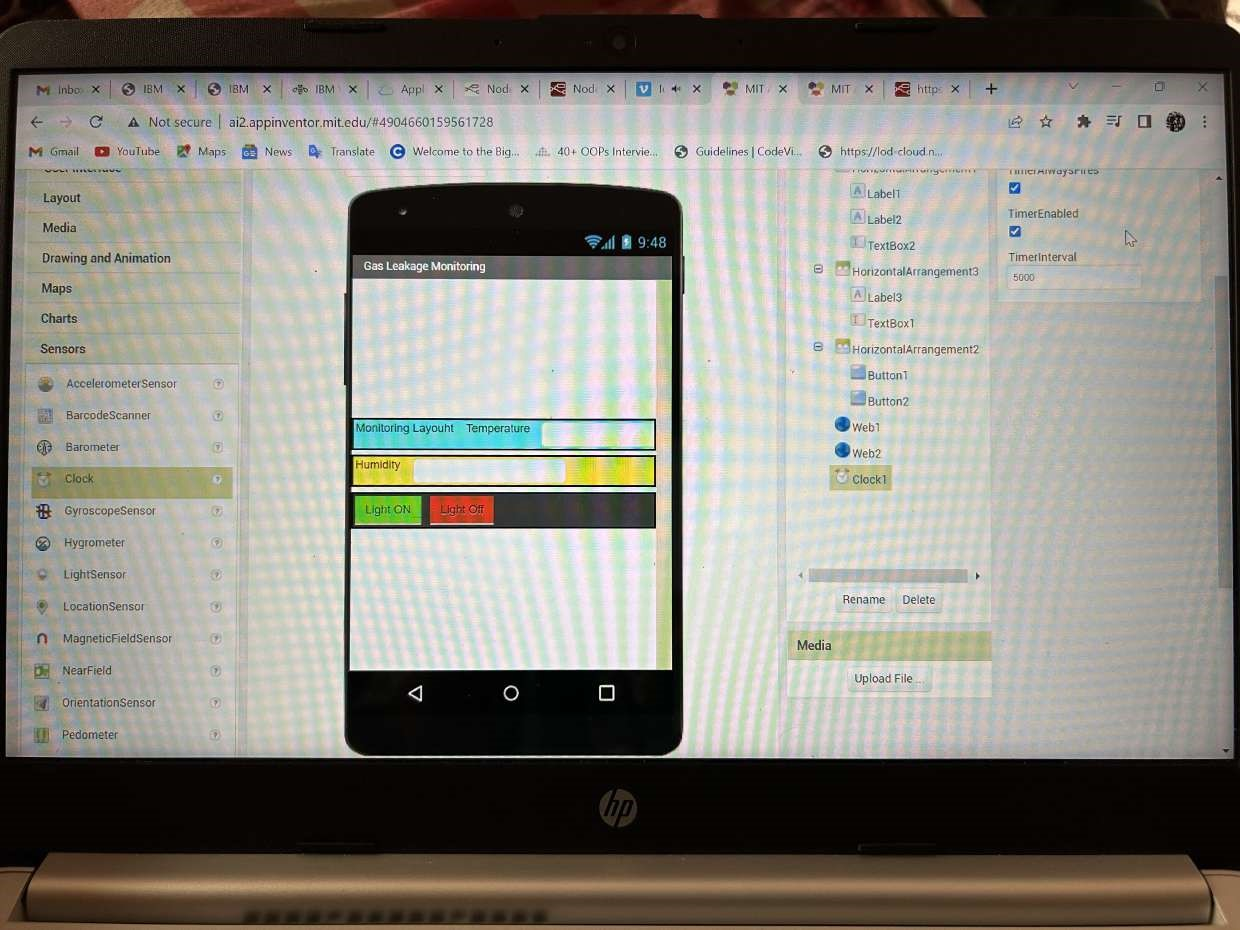 Inbo
IBM
IBM
IBM
Appl
Node
Node
MIT
MIT
https
Not secure
ai2.appinventor.mit.edu/#4904660159561728
Gmail
YouTube
Maps
News
Translate
Welcome to the Big...
40+ OOPs Intervie...
Guidelines | CodeVi...
https://lod-cloud.n...
Layout
Media
Drawing and Animation
Maps
Charts
Sensors
AccelerometerSensor
BarcodeScanner
Barometer
Clock
GyroscopeSensor
Hygrometer
LightSensor
LocationSensor
MagneticFieldSensor
NearField
OrientationSensor
Pedometer
9:48
Gas Leakage Monitoring
Monitoring Layouht Temperature
Humidity
Light ON Light Off
Label1
Label2
TextBox2
HorizontalArrangement3
Label3
TextBox1
HorizontalArrangement2
Button1
Button2
Web1
Web2
Clock1
Rename Delete
Media
Upload File ...
TimerAlwaysFires
TimerEnabled
TimerInterval
5000
hp